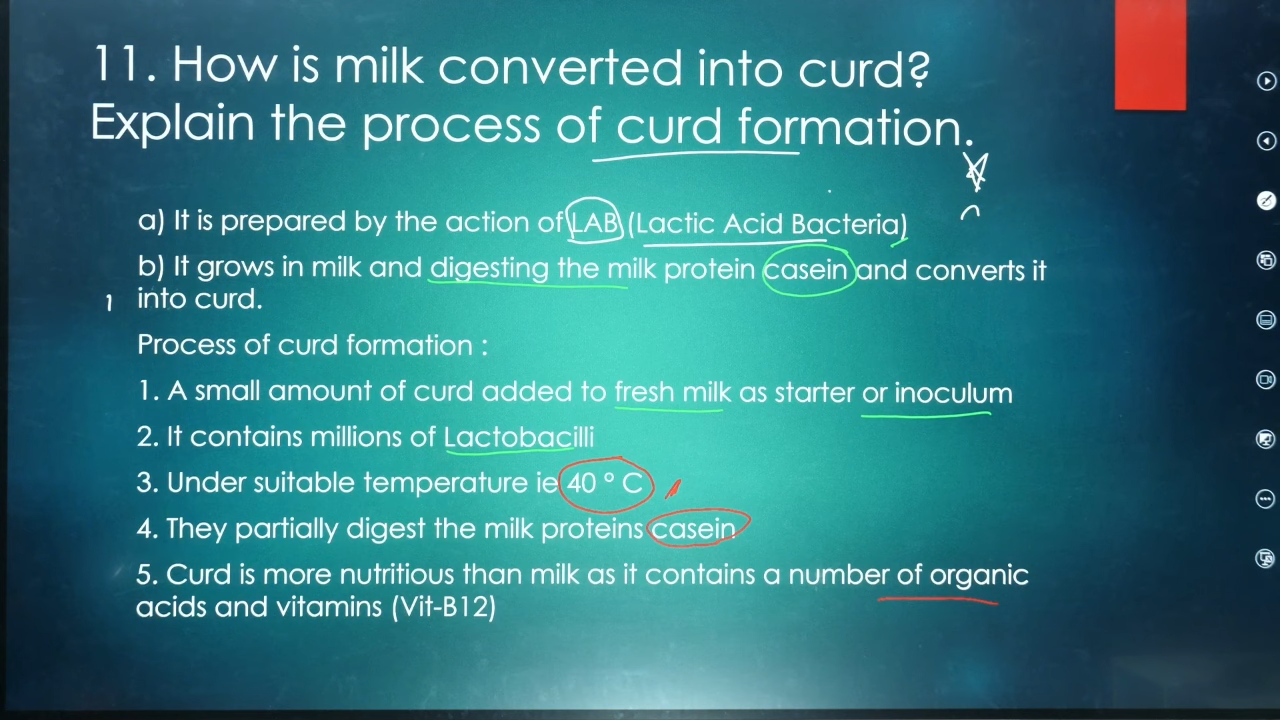 11. How is milk converted into curd?
Explain the process of curd formation.
a) It is prepared by the action of LAB (Lactic Acid Bacteria)
b) It grows in milk and digesting the milk protein casein and converts it
into curd.
Process of curd formation :
1. A small amount of curd added to fresh milk as starter or inoculum
2. It contains millions of Lactobacilli
3. Under suitable temperature ie 40 ° C
4. They partially digest the milk proteins casein
5. Curd is more nutritious than milk as it contains a number of organic
acids and vitamins (Vit-B12)